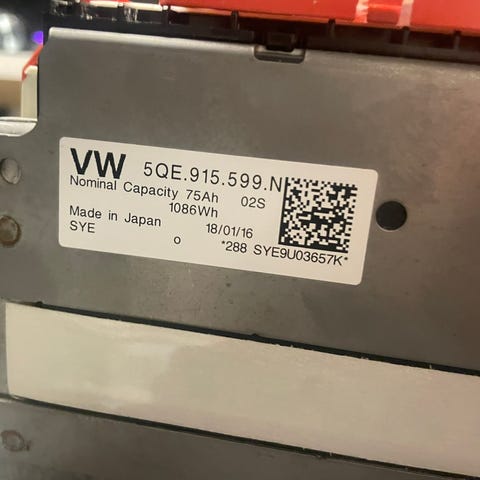 VW 5QE.915.599.N
Nominal Capacity 75Ah 02S
1086Wh
Made in Japan 18/01/16
SYE o *288 SYE9U03657K*